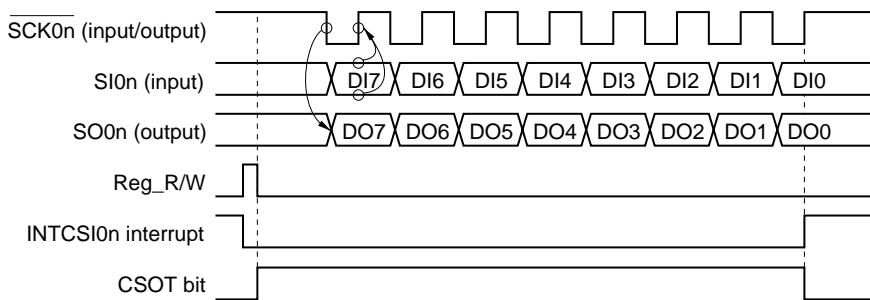 SCK0n (input/output)
SI0n (input) DI7 DI6 DI5 DI4 DI3 DI2 DI1 DI0
SO0n (output) DO7 DO6 DO5 DO4 DO3 DO2 DO1 DO0
Reg_R/W
INTCSI0n interrupt
CSOT bit